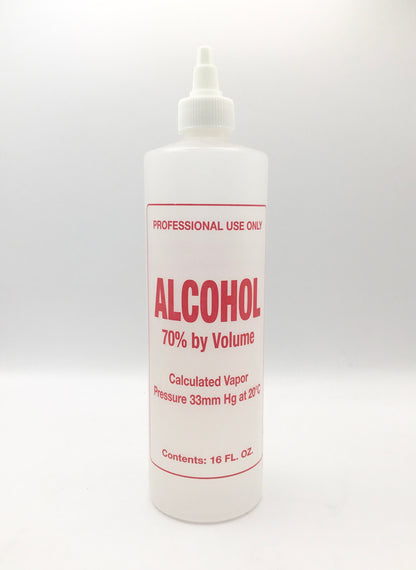 PROFESSIONAL USE ONLY
ALCOHOL
70% by Volume
Calculated Vapor
Pressure 33mm Hg at 20°C
Contents: 16 FL. OZ.